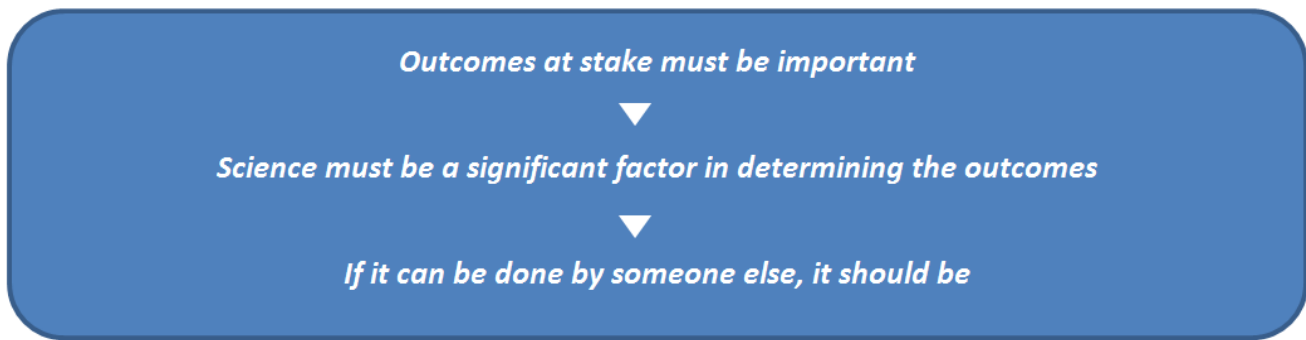 Outcomes at stake must be important
Science must be a significant factor in determining the outcomes
If it can be done by someone else, it should be